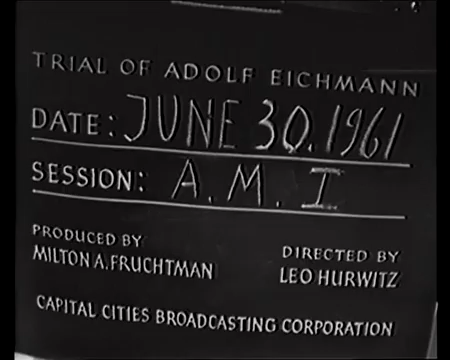 TRIAL OF ADOLF EICHMANN
DATE: JUNE 30. 1961
SESSION: A. M. I
PRODUCED BY
MILTON A. FRUCHTMAN
DIRECTED BY
LEO HURWITZ
CAPITAL CITIES BROADCASTING CORPORATION